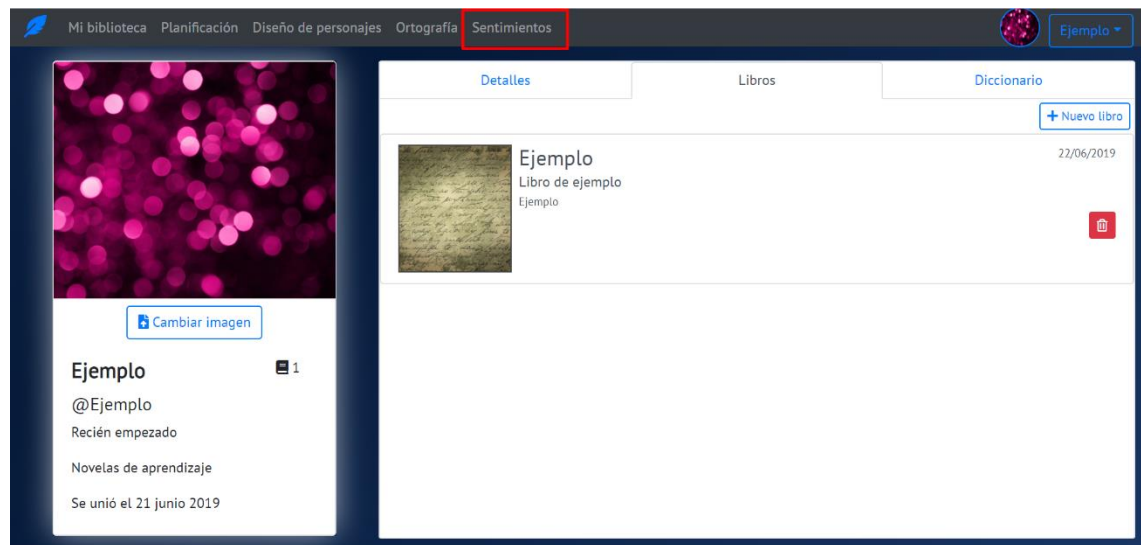 Mi biblioteca Planificación Diseño de personajes Ortografía Sentimientos Ejemplo
Detalles Libros Diccionario
Nuevo libro
Ejemplo 22/06/2019
Libro de ejemplo
Ejemplo
Cambiar imagen
Ejemplo 1
@Ejemplo
Recién empezado
Novelas de aprendizaje
Se unió el 21 junio 2019